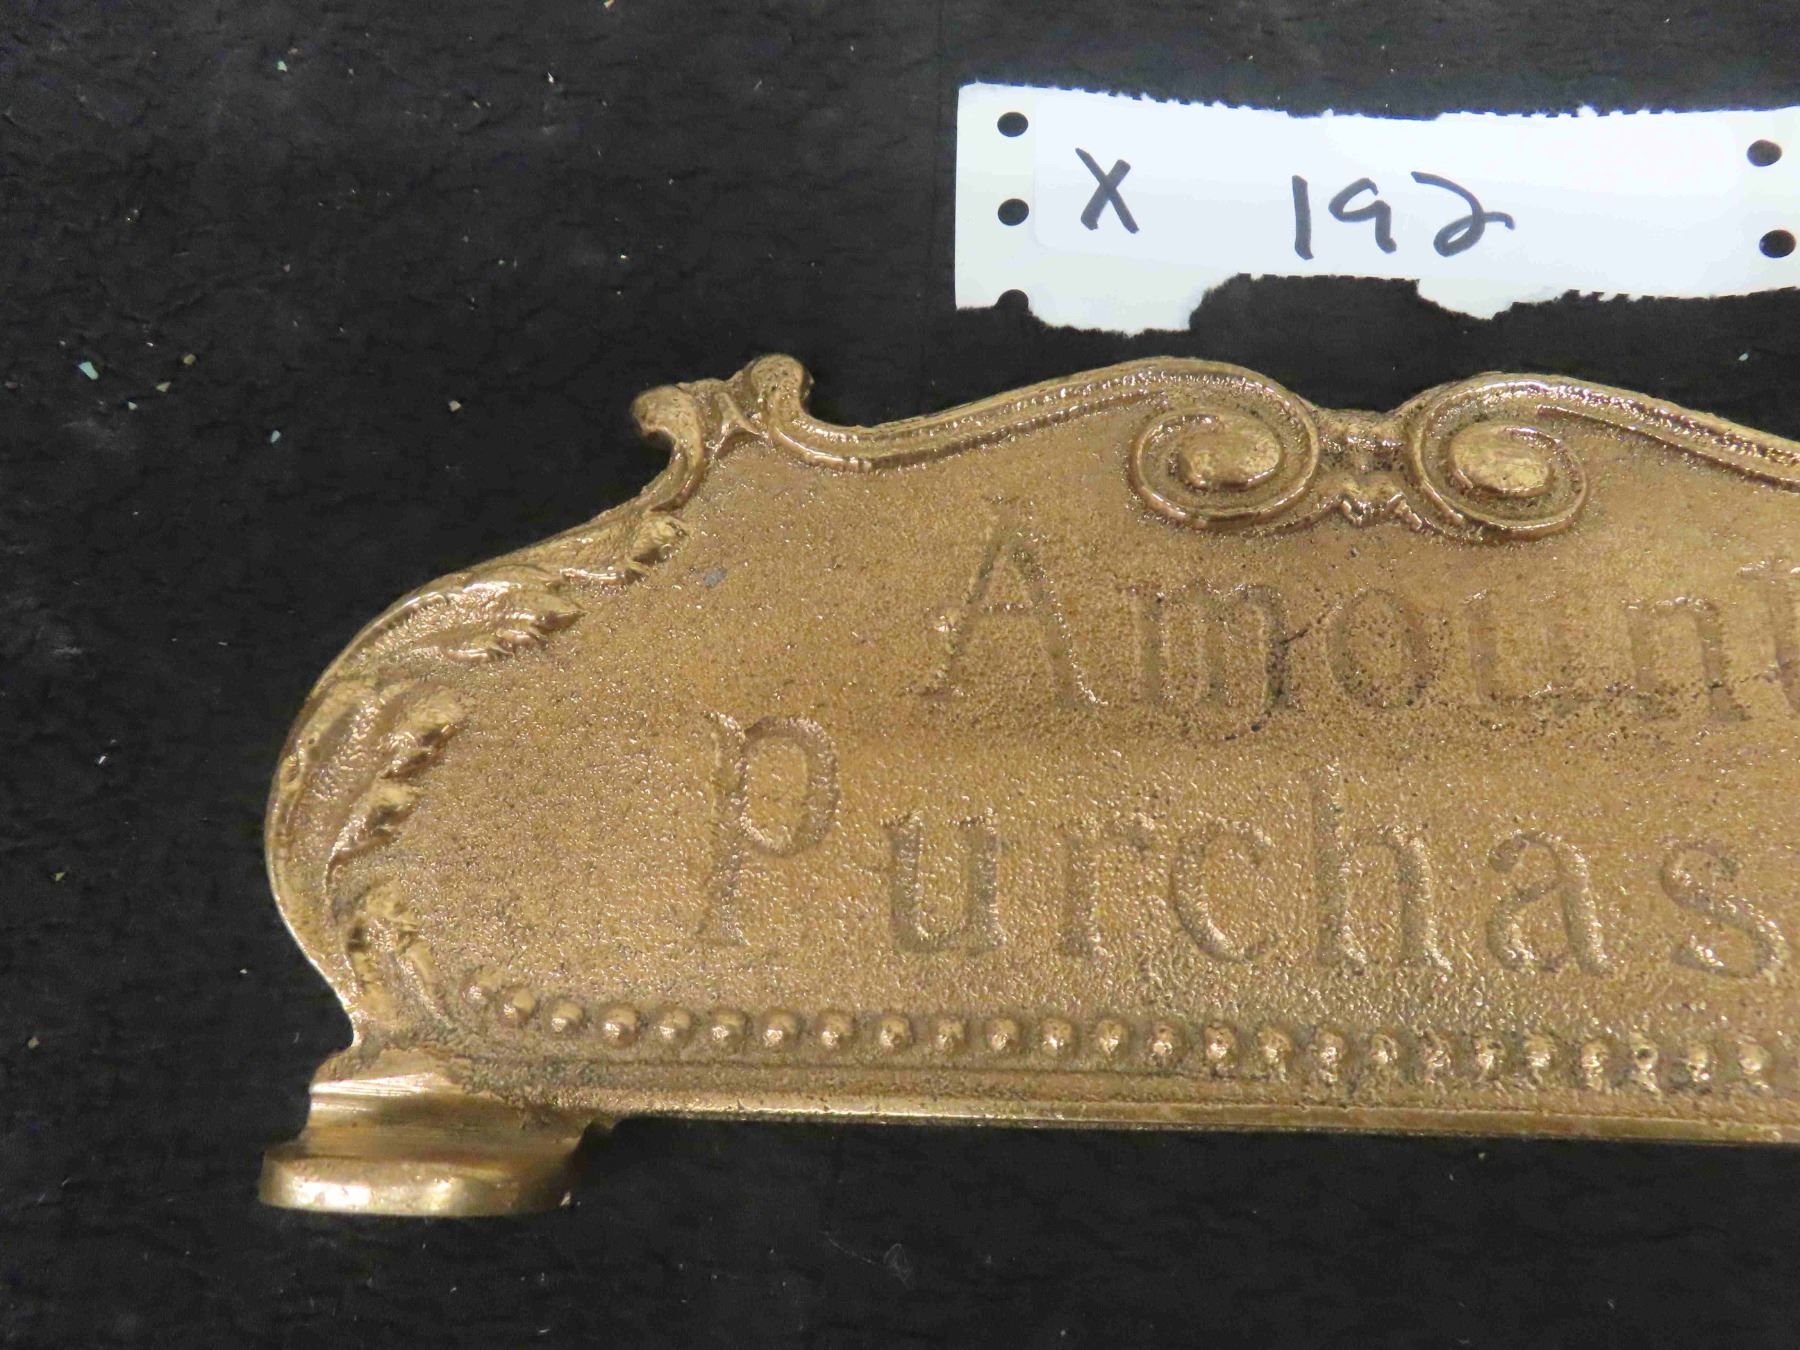 X 192
Amount
Purchas